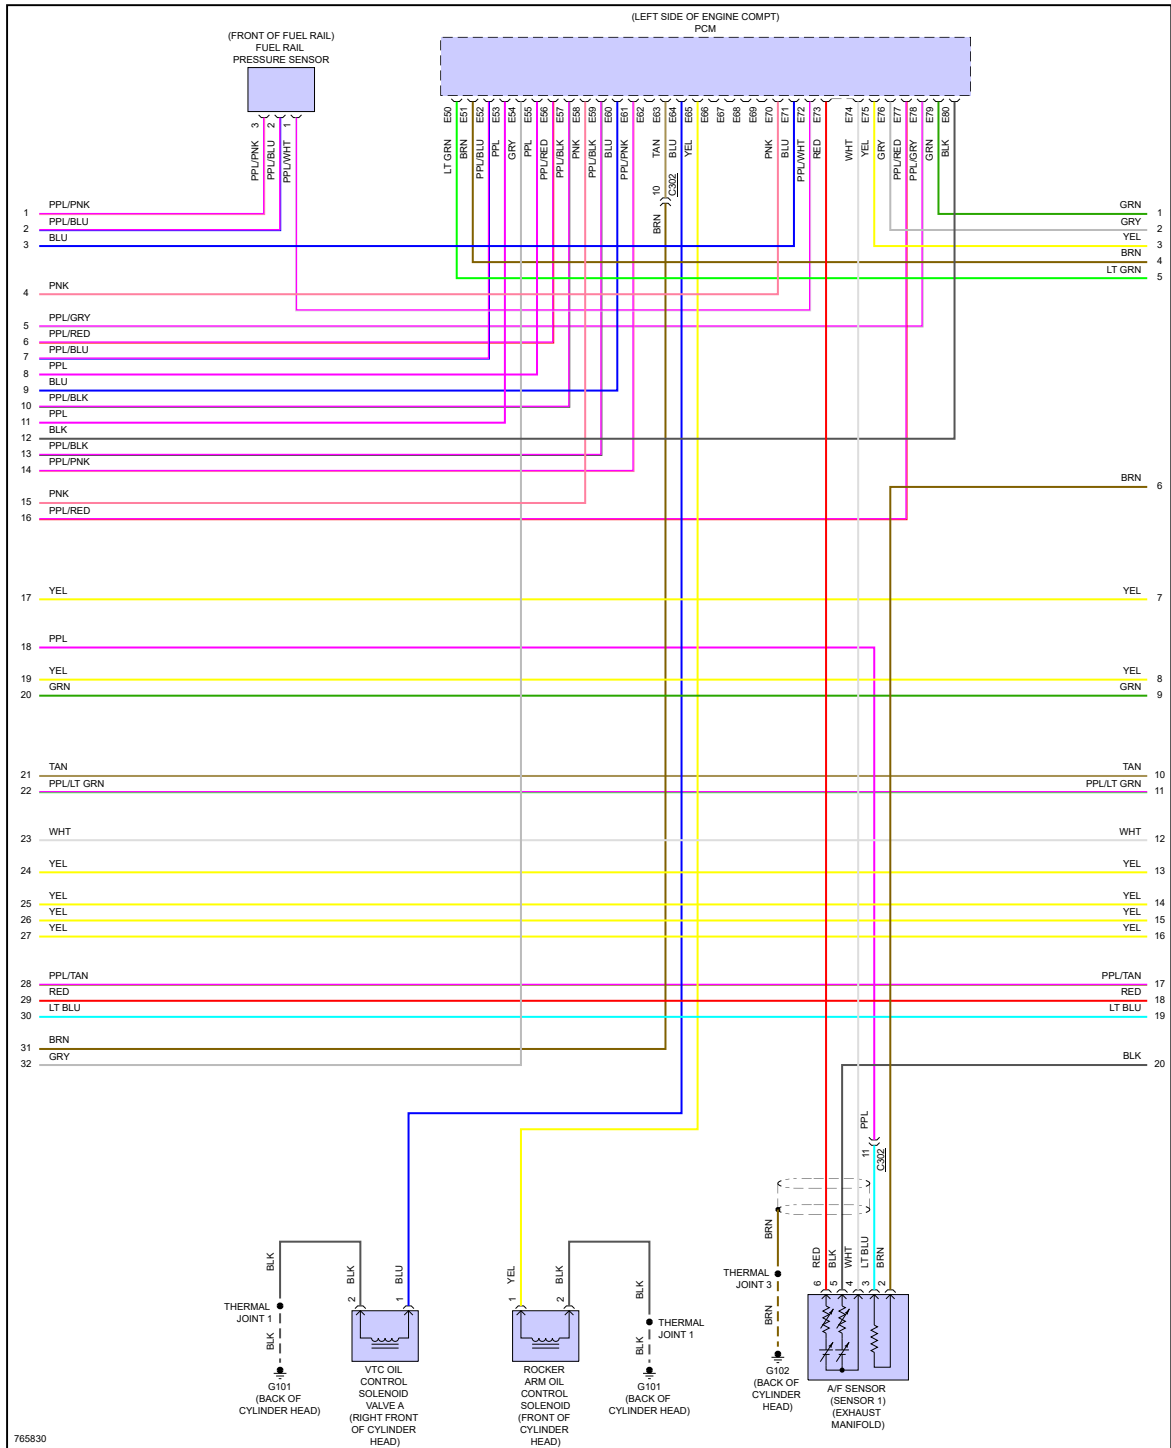 (LEFT SIDE OF ENGINE COMPT)
PCM
(FRONT OF FUEL RAIL)
FUEL RAIL
PRESSURE SENSOR
3
2
1
PPL/PNK
PPL/BLU
PPL/WHT
E50
E51
E52
E53
E54
E55
E56
E57
E58
E59
E60
E61
E62
E63
E64
E65
E66
E67
E68
E69
E70
E71
E72
E73
E74
E75
E76
E77
E78
E79
E80
LT GRN
BRN
PPL/BLU
PPL
GRY
PPL
PPL/RED
PPL/BLK
PNK
PPL/BLK
BLU
PPL/PNK
TAN
BLU
YEL
PNK
BLU
PPL/WHT
RED
WHT
YEL
GRY
PPL/RED
PPL/GRY
GRN
BLK
10
C302
BRN
1 PPL/PNK
2 PPL/BLU
3 BLU
4 PNK
5 PPL/GRY
6 PPL/RED
7 PPL/BLU
8 PPL
9 BLU
10 PPL/BLK
11 PPL
12 BLK
13 PPL/BLK
14 PPL/PNK
15 PNK
16 PPL/RED
17 YEL
18 PPL
19 YEL
20 GRN
21 TAN
22 PPL/LT GRN
23 WHT
24 YEL
25 YEL
26 YEL
27 YEL
28 PPL/TAN
29 RED
30 LT BLU
31 BRN
32 GRY
GRN 1
GRY 2
YEL 3
BRN 4
LT GRN 5
BRN 6
YEL 7
YEL 8
GRN 9
TAN 10
PPL/LT GRN 11
WHT 12
YEL 13
YEL 14
YEL 15
YEL 16
PPL/TAN 17
RED 18
LT BLU 19
BLK 20
PPL
11
C302
BLK
BLK
BLU
2
1
THERMAL
JOINT 1
BLK
G101
(BACK OF
CYLINDER HEAD)
VTC OIL
CONTROL
SOLENOID
VALVE A
(RIGHT FRONT
OF CYLINDER
HEAD)
YEL
BLK
BLK
1
2
THERMAL
JOINT 1
BLK
ROCKER
ARM OIL
CONTROL
SOLENOID
(FRONT OF
CYLINDER
HEAD)
G101
(BACK OF
CYLINDER HEAD)
BRN
THERMAL
JOINT 3
BRN
G102
(BACK OF
CYLINDER
HEAD)
RED
BLK
WHT
LT BLU
BRN
6
5
4
3
2
A/F SENSOR
(SENSOR 1)
(EXHAUST
MANIFOLD)
765830